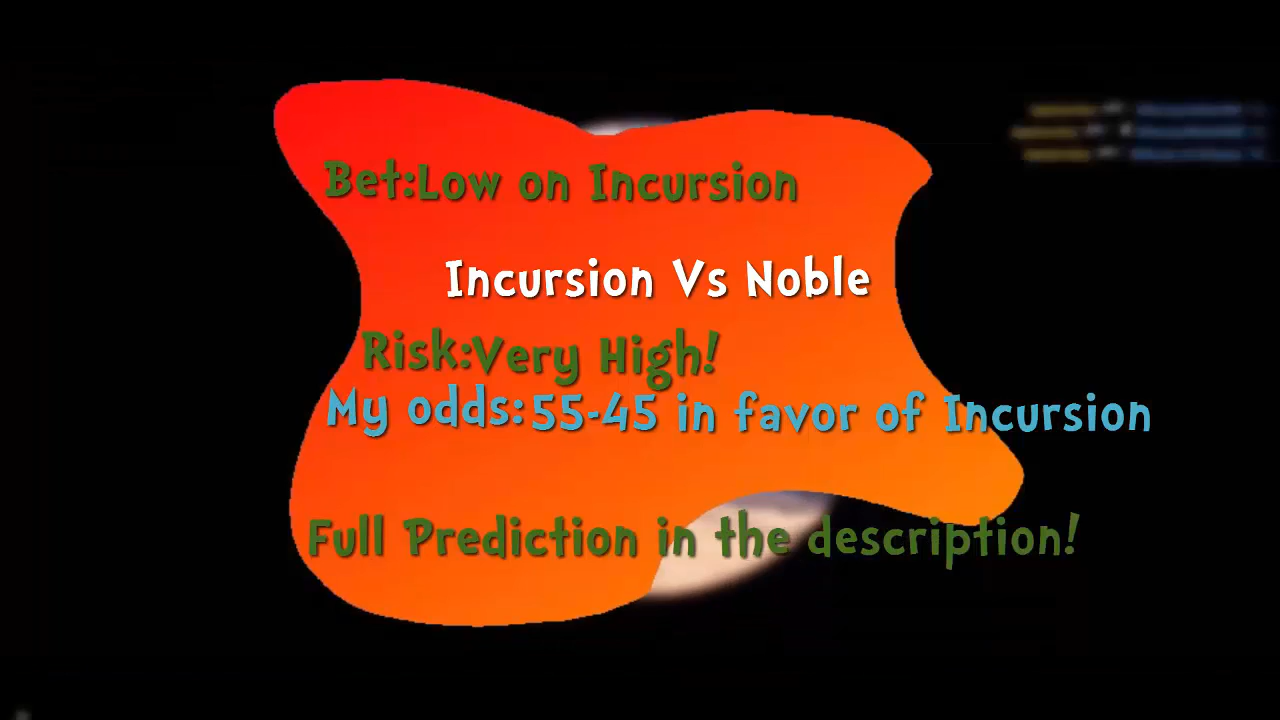 Bet:Low on Incursion
Incursion Vs Noble
Risk:Very High!
My odds:55-45 in favor of Incursion
Full Prediction in the description!